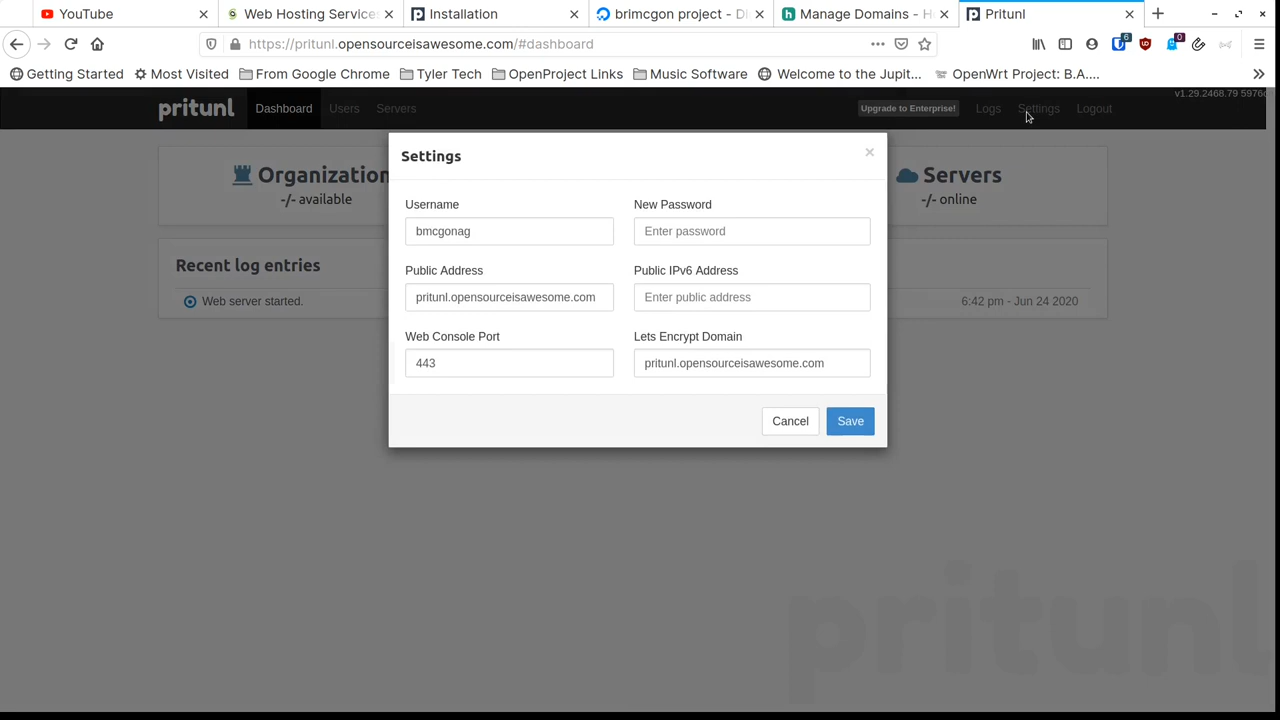 YouTube
Web Hosting Services
Installation
brimcgon project - Di
Manage Domains - H
Pritunl
https://pritunl.opensourceisawesome.com/#dashboard
6
0
Getting Started
Most Visited
From Google Chrome
Tyler Tech
OpenProject Links
Music Software
Welcome to the Jupit...
OpenWrt Project: B.A....
v1.29.2468.79 5976
pritunl
Dashboard
Users
Servers
Upgrade to Enterprise!
Logs
Settings
Logout
Organization
-/- available
Servers
-/- online
Recent log entries
Web server started.
6:42 pm - Jun 24 2020
Settings
×
Username
New Password
bmcgonag
Enter password
Public Address
Public IPv6 Address
pritunl.opensourceisawesome.com
Enter public address
Web Console Port
Lets Encrypt Domain
443
pritunl.opensourceisawesome.com
Cancel
Save
pritunl